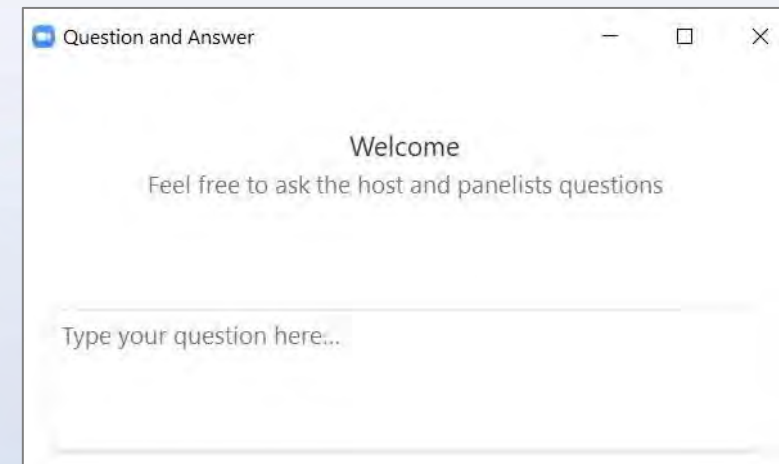 Question and Answer
Welcome
Feel free to ask the host and panelists questions
Type your question here...